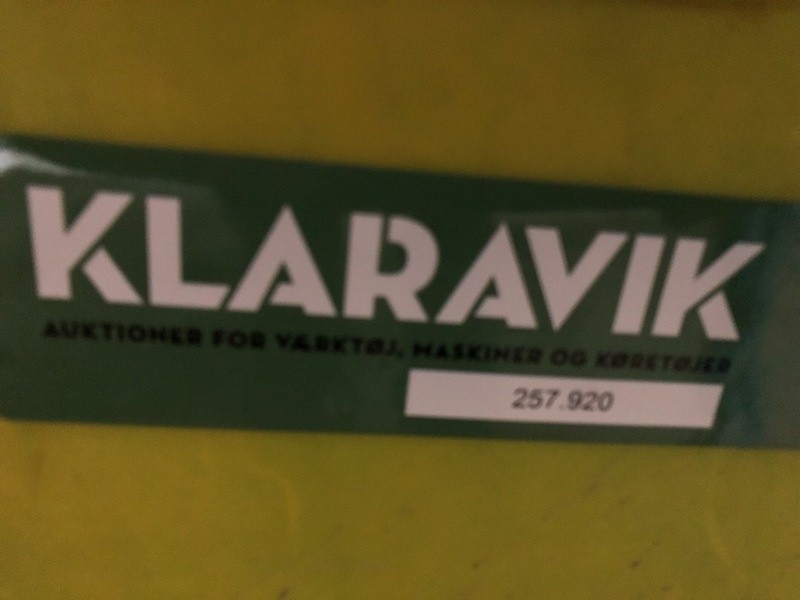 KLARAVIK
AUKTIONER FOR VÆRKTØJ, MASKINER OG KØRETØJER
257.920